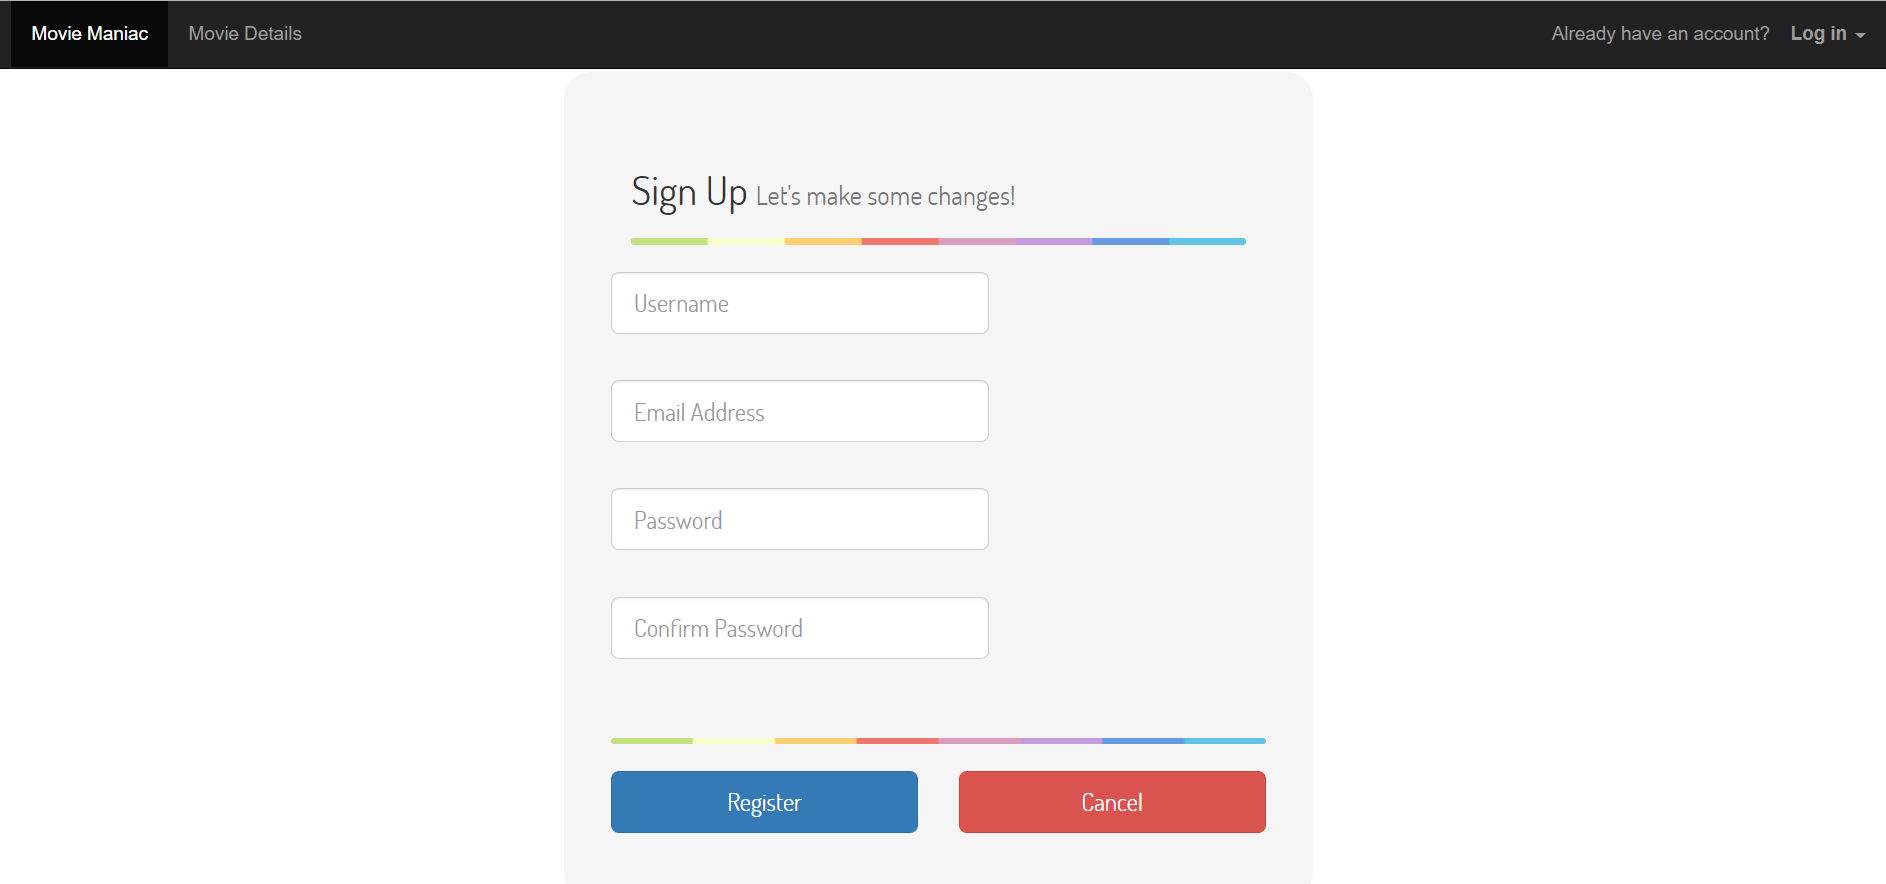 Movie Maniac Movie Details Already have an account? Log in
Sign Up Let's make some changes!
Username
Email Address
Password
Confirm Password
Register Cancel